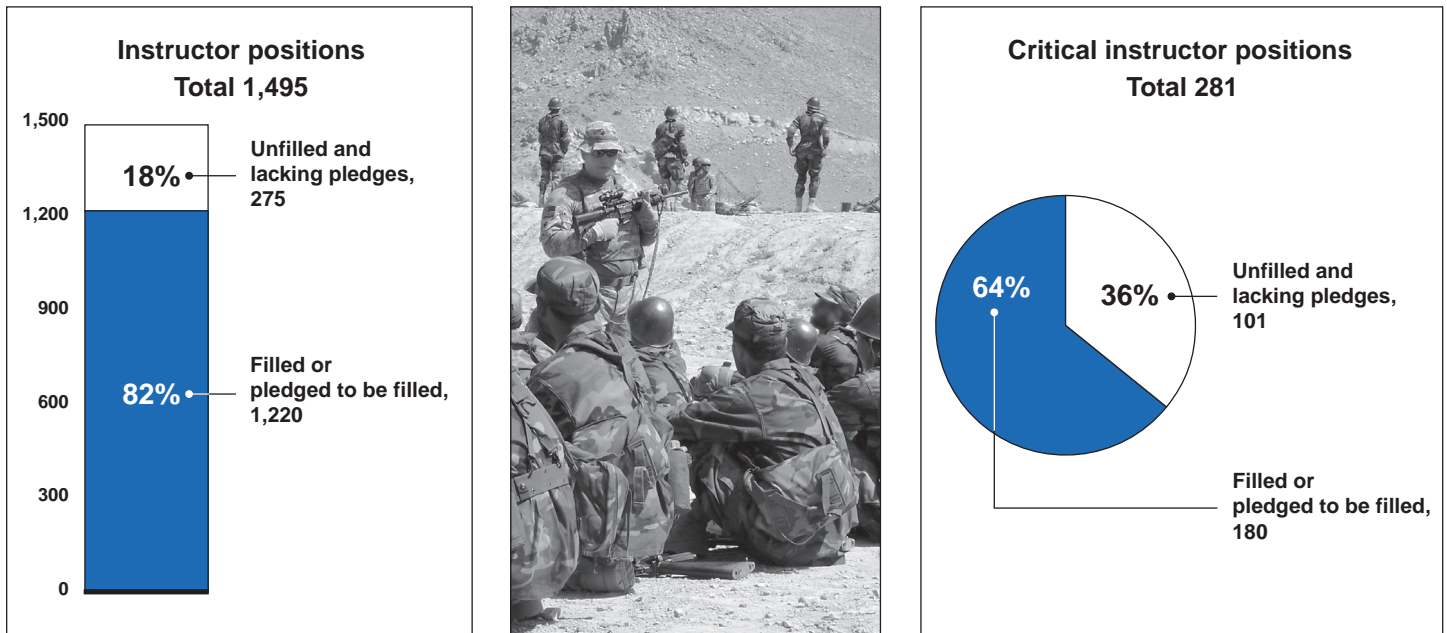 Instructor positions
Total 1,495
1,500
1,200
900
600
300
0
18%
Unfilled and
lacking pledges,
275
82%
Filled or
pledged to be filled,
1,220
Critical instructor positions
Total 281
64%
36%
Unfilled and
lacking pledges,
101
Filled or
pledged to be filled,
180